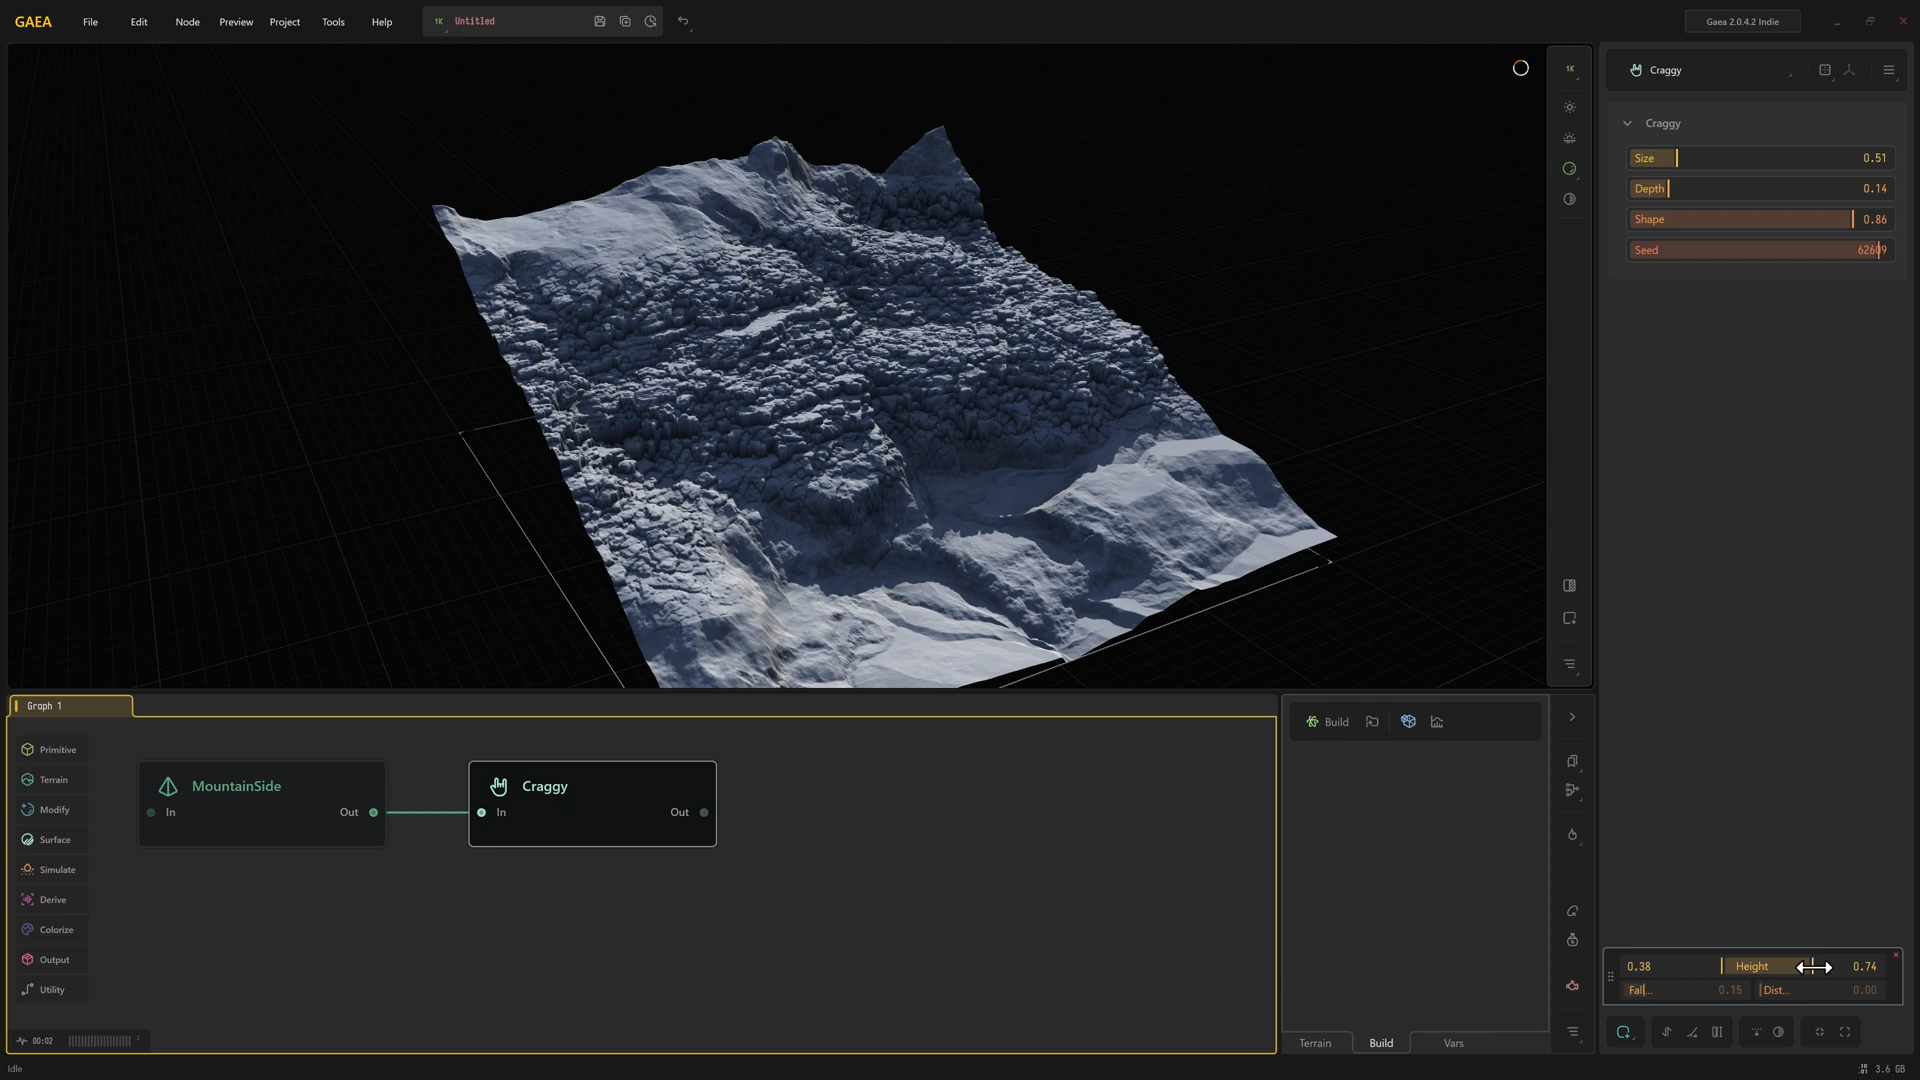 GAEA File Edit Node Preview Project Tools Help 1K Untitled Gaea 2.0.4.2 Indie
1K
Craggy
Craggy
Size 0.51
Depth 0.14
Shape 0.86
Seed 62609
Graph 1
Primitive
Terrain
Modify
Surface
Simulate
Derive
Colorize
Output
Utility
MountainSide
In Out
Craggy
In Out
00:02
Build
Terrain Build Vars
0.38 Height 0.74
Fall... 0.15 Dist... 0.00
Idle
3.6 GB